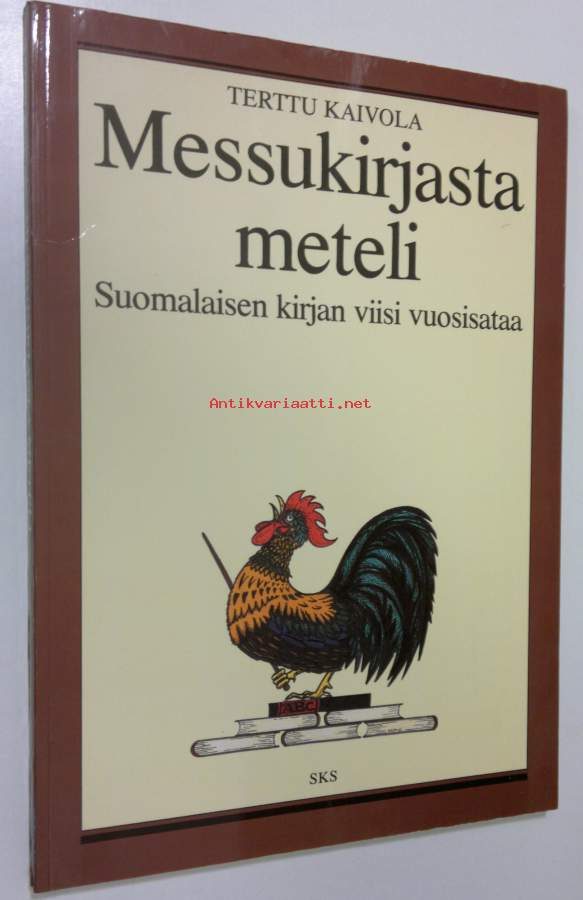 TERTTU KAIVOLA
Messukirjasta
meteli
Suomalaisen kirjan viisi vuosisataa
Antikvariaatti.net
ABC
SKS